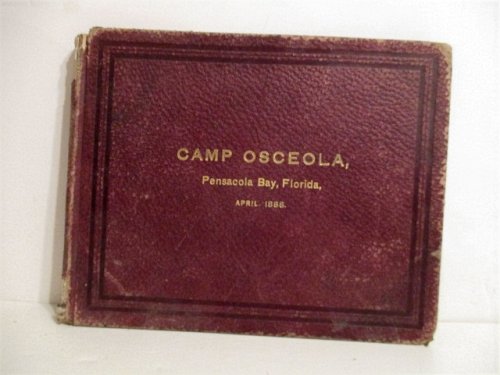 CAMP OSCEOLA,
Pensacola Bay, Florida,
APRIL. 1886.